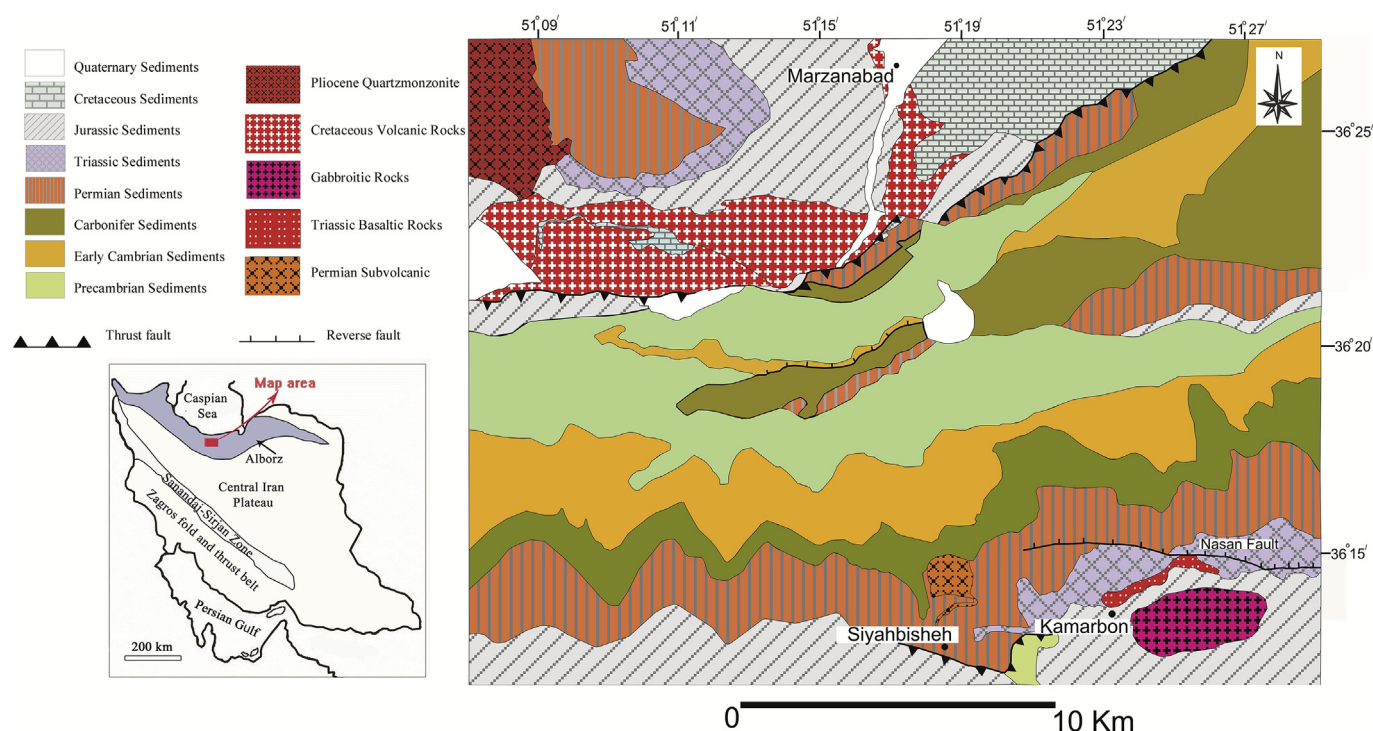 51°09′ 51°11′ 51°15′ 51°19′ 51°23′ 51°27′
Quaternary Sediments
Cretaceous Sediments
Jurassic Sediments
Triassic Sediments
Permian Sediments
Carbonifer Sediments
Early Cambrian Sediments
Precambrian Sediments
Pliocene Quartzmonzonite
Cretaceous Volcanic Rocks
Gabbroitic Rocks
Triassic Basaltic Rocks
Permian Subvolcanic
Thrust fault
Reverse fault
Map area
Caspian
Sea
Alborz
Central Iran
Plateau
Sanandaj-Sirjan Zone
Zagros fold and thrust belt
Persian Gulf
200 km
Marzanabad
N
36°25′
36°20′
36°15′
Nasan Fault
Siyahbisheh
Kamarbon
0 10 Km